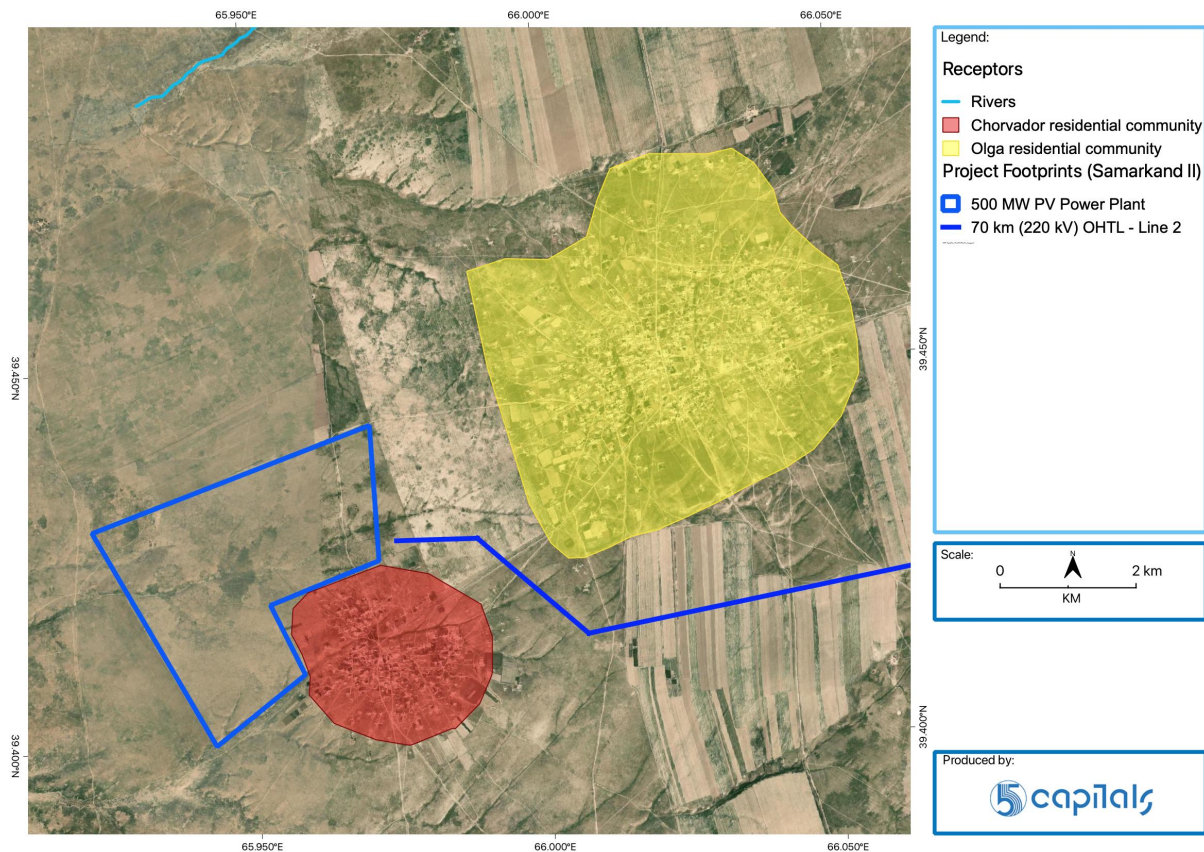 65.950°E 66.000°E 66.050°E
39.450°N
39.400°N
39.450°N
39.400°N
65.950°E 66.000°E 66.050°E
Legend:
Receptors
Rivers
Chorvador residential community
Olga residential community
Project Footprints (Samarkand II)
500 MW PV Power Plant
70 km (220 kV) OHTL - Line 2
Scale:
N
0 2 km
KM
Produced by:
5 capitals